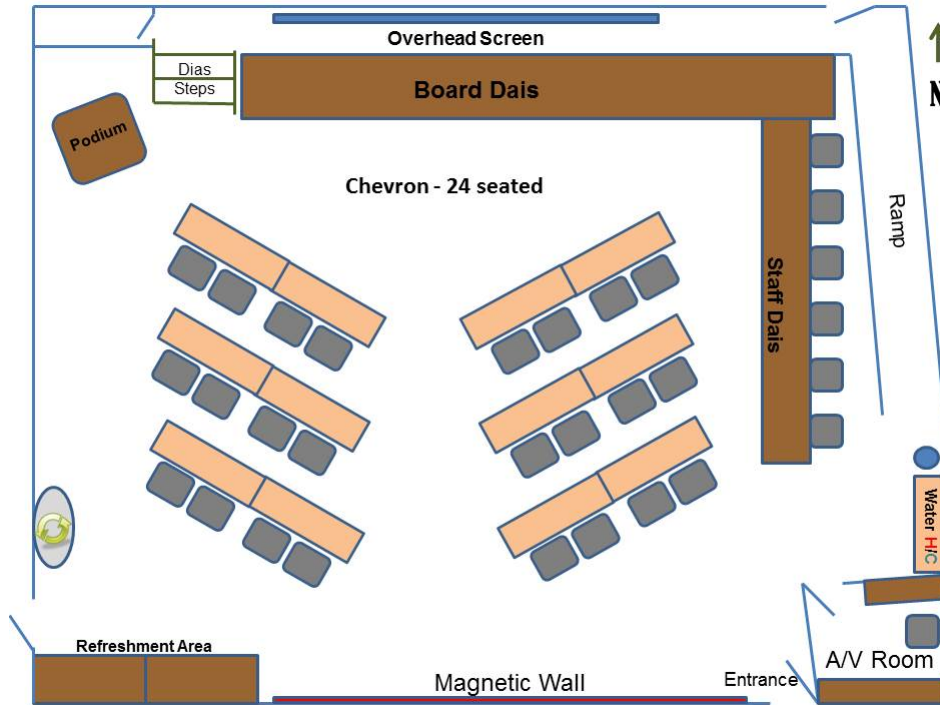 Overhead Screen
Dias
Steps
Board Dais
N
Podium
Chevron - 24 seated
Ramp
Staff Dais
Water H/C
Refreshment Area
A/V Room
Magnetic Wall
Entrance